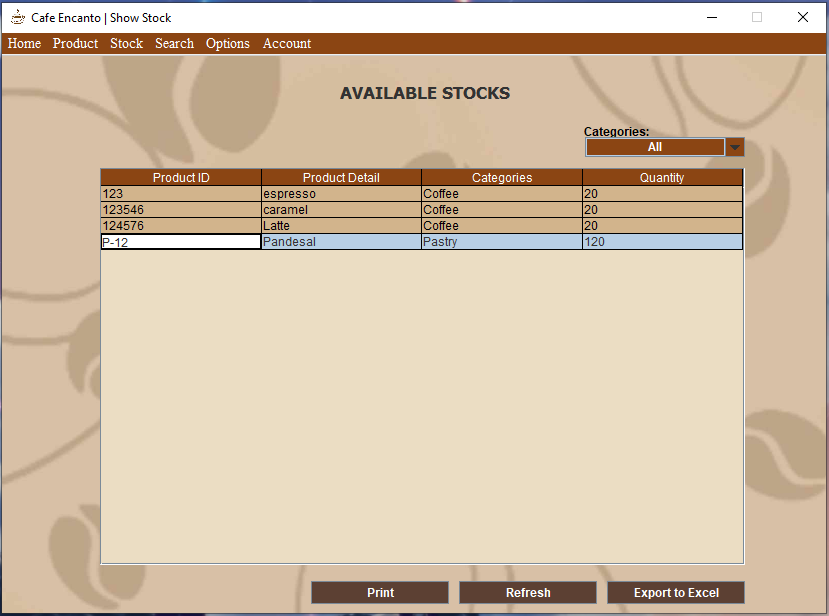 Cafe Encanto | Show Stock
Home Product Stock Search Options Account
AVAILABLE STOCKS
Categories:
All
Product ID Product Detail Categories Quantity
123 espresso Coffee 20
123546 caramel Coffee 20
124576 Latte Coffee 20
P-12 Pandesal Pastry 120
Print Refresh Export to Excel